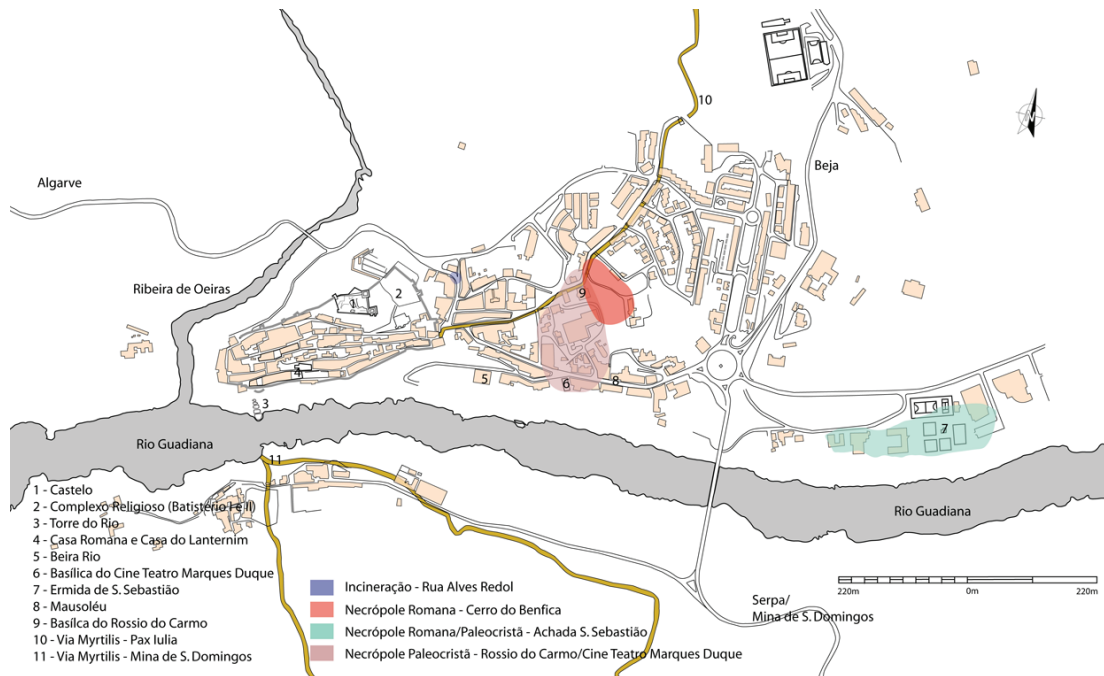 10
Beja
Algarve
Ribeira de Oeiras
1
2
9
5
4
3
5
6
8
7
Rio Guadiana
11
Rio Guadiana
1 - Castelo
2 - Complexo Religioso (Batistério I e II)
3 - Torre do Rio
4 - Casa Romana e Casa do Lanternim
5 - Beira Rio
6 - Basílica do Cine Teatro Marques Duque
7 - Ermida de S. Sebastião
8 - Mausoléu
9 - Basílca do Rossio do Carmo
10 - Via Myrtilis - Pax Iulia
11 - Via Myrtilis - Mina de S. Domingos
Incineração - Rua Alves Redol
Necrópole Romana - Cerro do Benfica
Necrópole Romana/Paleocristã - Achada S. Sebastião
Necrópole Paleocristã - Rossio do Carmo/Cine Teatro Marques Duque
220m 0m 220m
Serpa/
Mina de S. Domingos